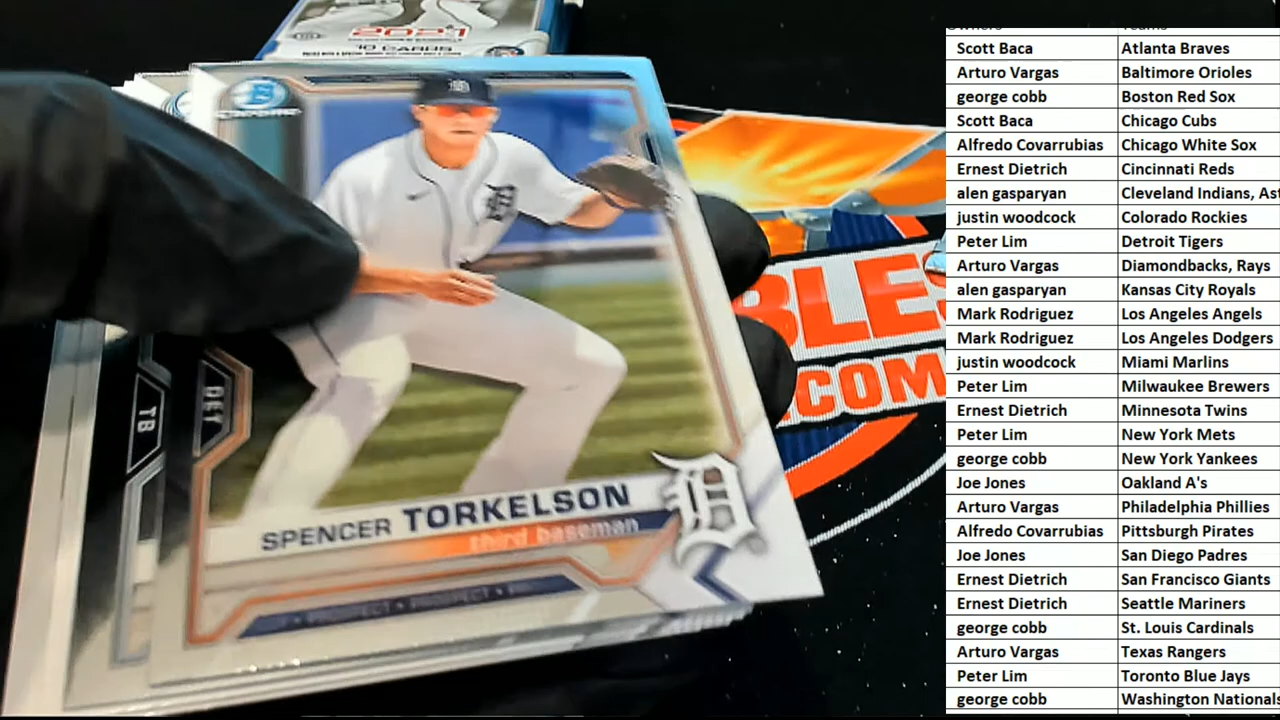 2021
10 CARDS
CHROME
DET
TB
SPENCER TORKELSON
third baseman
PROSPECT • PROSPECT •
BLES
.COM
Owners Teams
Scott Baca Atlanta Braves
Arturo Vargas Baltimore Orioles
george cobb Boston Red Sox
Scott Baca Chicago Cubs
Alfredo Covarrubias Chicago White Sox
Ernest Dietrich Cincinnati Reds
alen gasparyan Cleveland Indians, As
justin woodcock Colorado Rockies
Peter Lim Detroit Tigers
Arturo Vargas Diamondbacks, Rays
alen gasparyan Kansas City Royals
Mark Rodriguez Los Angeles Angels
Mark Rodriguez Los Angeles Dodgers
justin woodcock Miami Marlins
Peter Lim Milwaukee Brewers
Ernest Dietrich Minnesota Twins
Peter Lim New York Mets
george cobb New York Yankees
Joe Jones Oakland A's
Arturo Vargas Philadelphia Phillies
Alfredo Covarrubias Pittsburgh Pirates
Joe Jones San Diego Padres
Ernest Dietrich San Francisco Giants
Ernest Dietrich Seattle Mariners
george cobb St. Louis Cardinals
Arturo Vargas Texas Rangers
Peter Lim Toronto Blue Jays
george cobb Washington Nationals